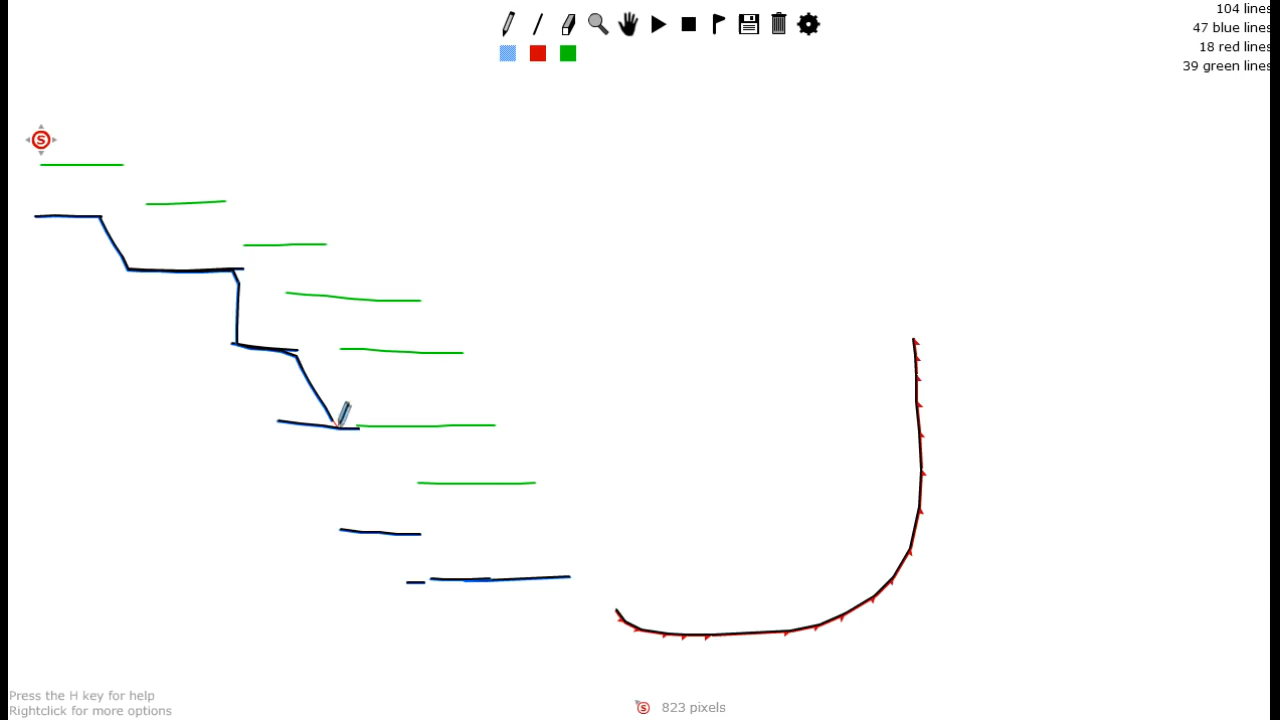 104 lines
47 blue lines
18 red lines
39 green lines
S
Press the H key for help
Rightclick for more options
S 823 pixels